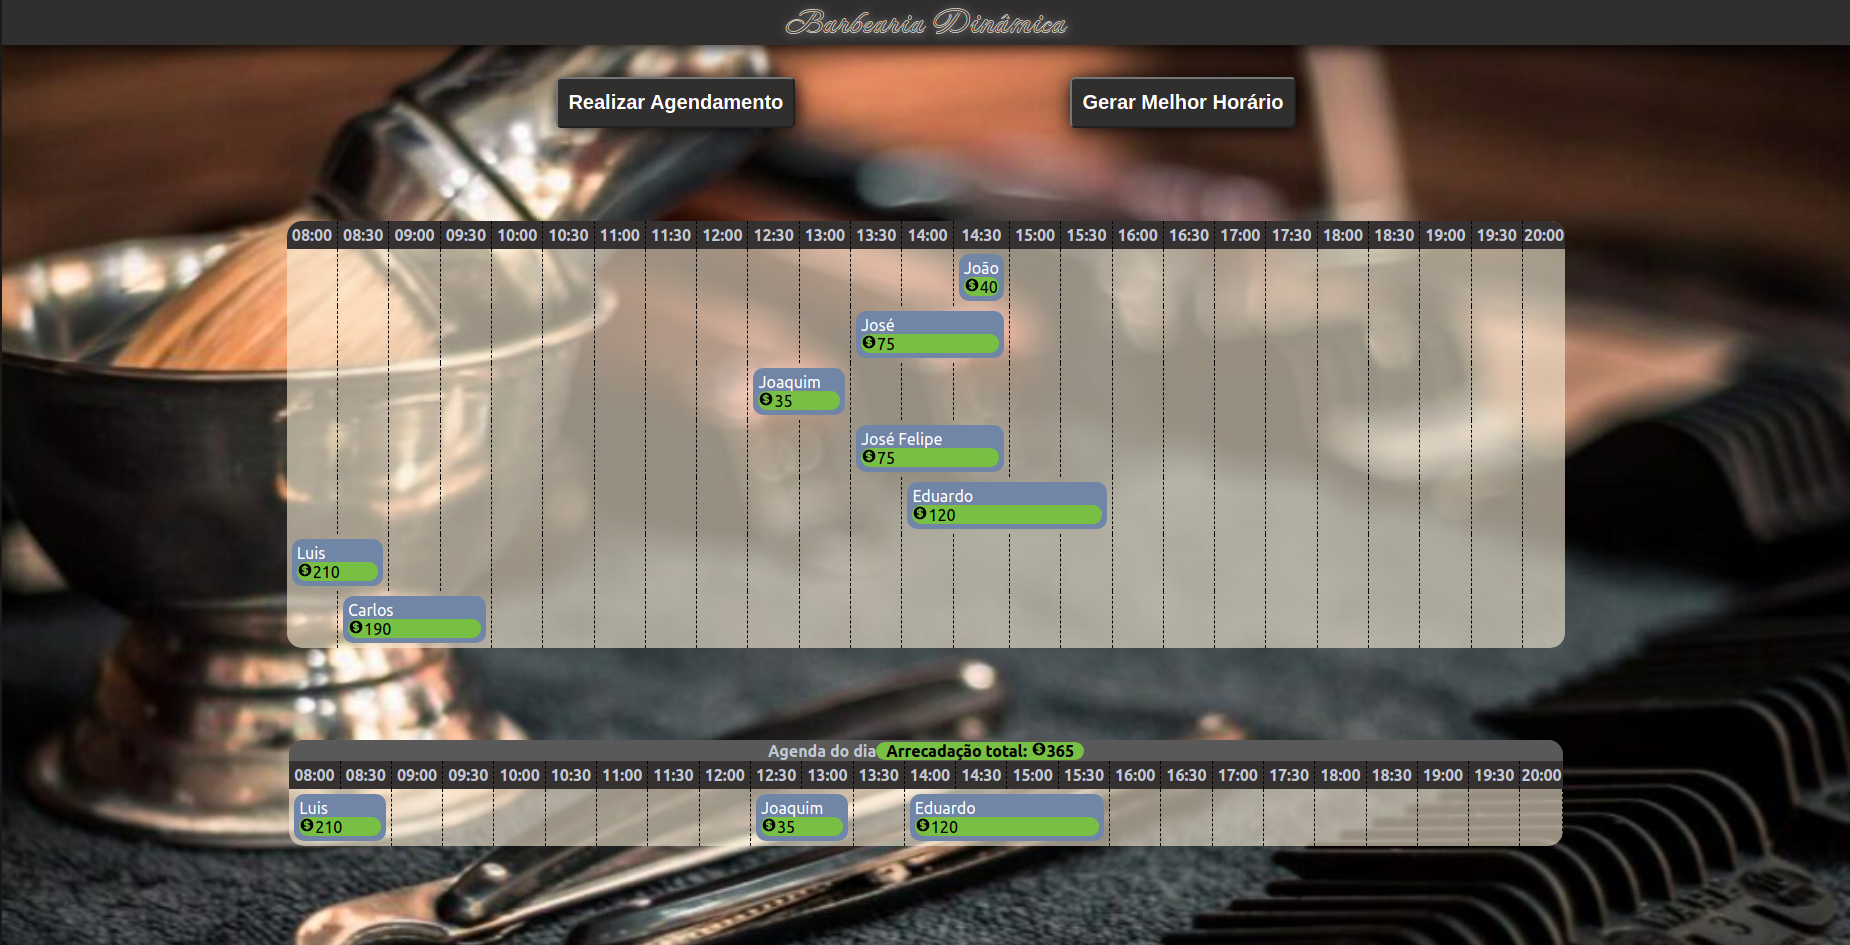 Barbearia Dinâmica
Realizar Agendamento
Gerar Melhor Horário
08:00 08:30 09:00 09:30 10:00 10:30 11:00 11:30 12:00 12:30 13:00 13:30 14:00 14:30 15:00 15:30 16:00 16:30 17:00 17:30 18:00 18:30 19:00 19:30 20:00
João
$40
José
$75
Joaquim
$35
José Felipe
$75
Eduardo
$120
Luis
$210
Carlos
$190
Agenda do dia Arrecadação total: $365
08:00 08:30 09:00 09:30 10:00 10:30 11:00 11:30 12:00 12:30 13:00 13:30 14:00 14:30 15:00 15:30 16:00 16:30 17:00 17:30 18:00 18:30 19:00 19:30 20:00
Luis Joaquim Eduardo
$210 $35 $120